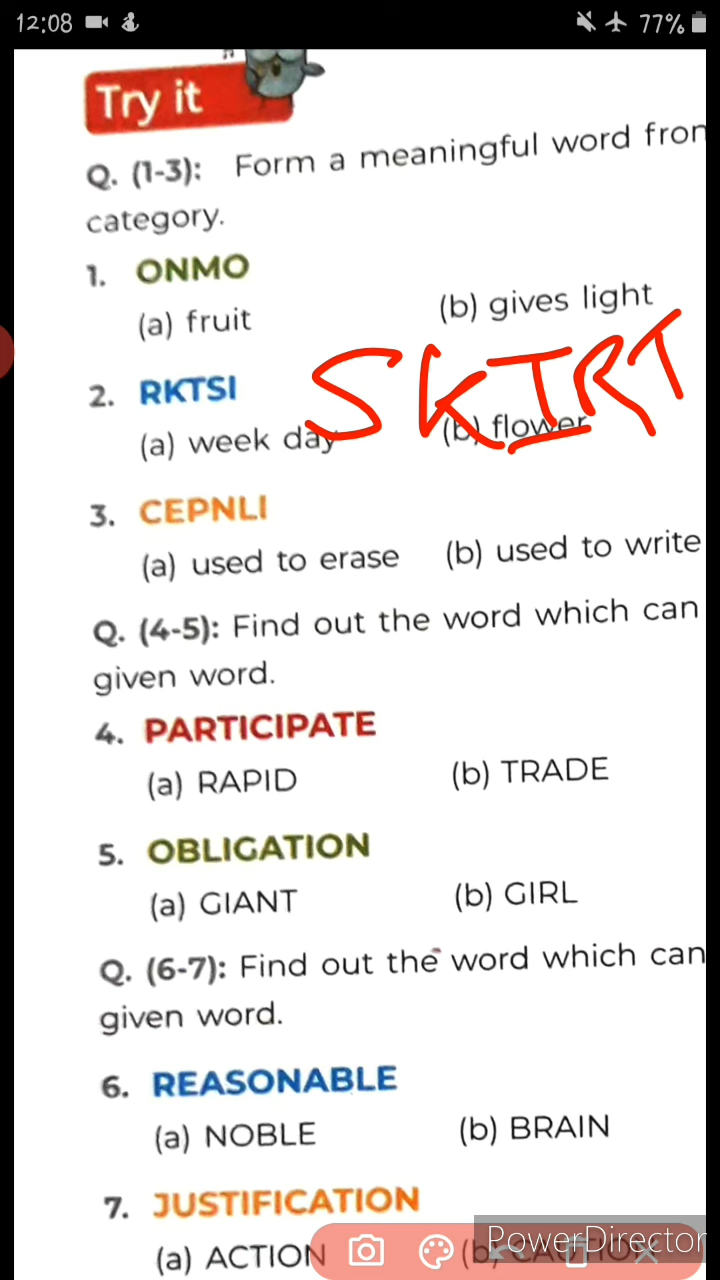 12:08 77%
Try it
Q. (1-3): Form a meaningful word from
category.
1. ONMO
(a) fruit (b) gives light
SKIRT
2. RKTSI
(a) week day (b) flower
3. CEPNLI
(a) used to erase (b) used to write
Q. (4-5): Find out the word which can
given word.
4. PARTICIPATE
(a) RAPID (b) TRADE
5. OBLIGATION
(a) GIANT (b) GIRL
Q. (6-7): Find out the word which can
given word.
6. REASONABLE
(a) NOBLE (b) BRAIN
7. JUSTIFICATION
(a) ACTION (b) CAUTION
PowerDirector